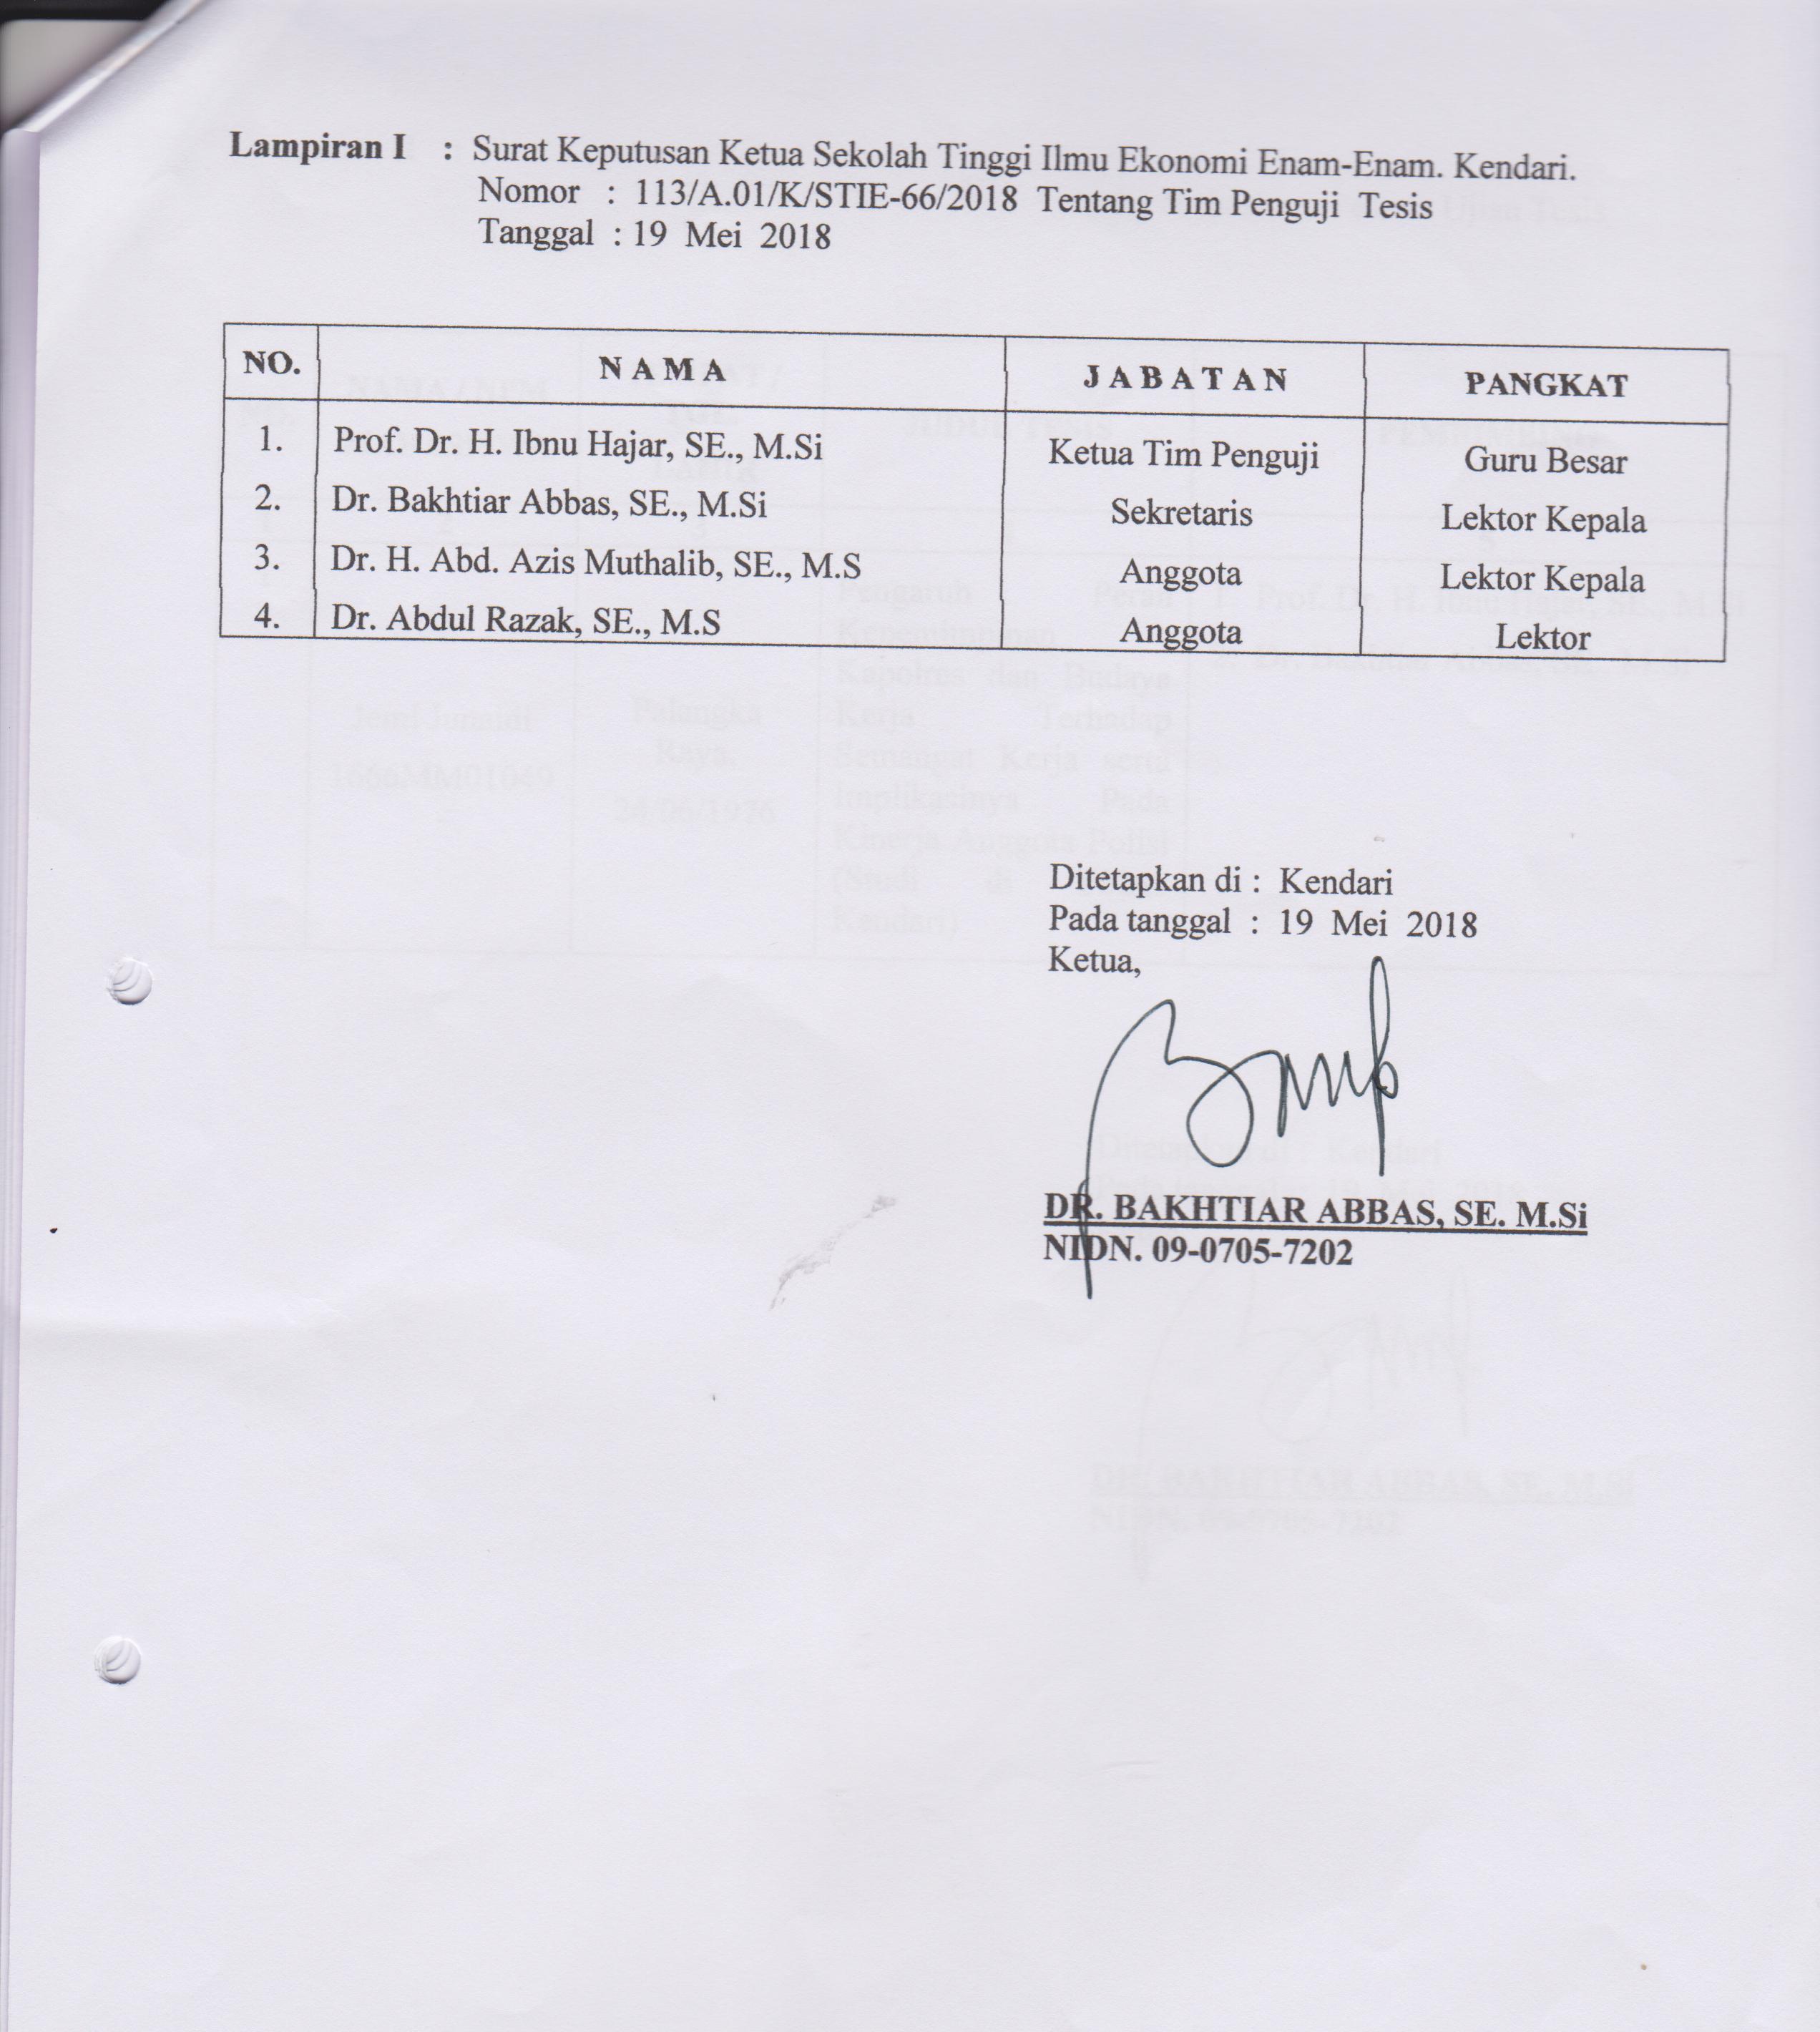 Lampiran I : Surat Keputusan Ketua Sekolah Tinggi Ilmu Ekonomi Enam-Enam. Kendari.
Nomor : 113/A.01/K/STIE-66/2018 Tentang Tim Penguji Tesis
Tanggal : 19 Mei 2018
NO. N A M A J A B A T A N PANGKAT
1. Prof. Dr. H. Ibnu Hajar, SE., M.Si Ketua Tim Penguji Guru Besar
2. Dr. Bakhtiar Abbas, SE., M.Si Sekretaris Lektor Kepala
3. Dr. H. Abd. Azis Muthalib, SE., M.S Anggota Lektor Kepala
4. Dr. Abdul Razak, SE., M.S Anggota Lektor
Ditetapkan di : Kendari
Pada tanggal : 19 Mei 2018
Ketua,
DR. BAKHTIAR ABBAS, SE. M.Si
NIDN. 09-0705-7202